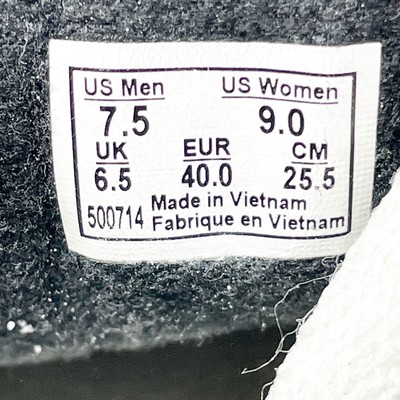 US Men US Women
7.5 9.0
UK EUR CM
6.5 40.0 25.5
500714 Made in Vietnam
Fabrique en Vietnam